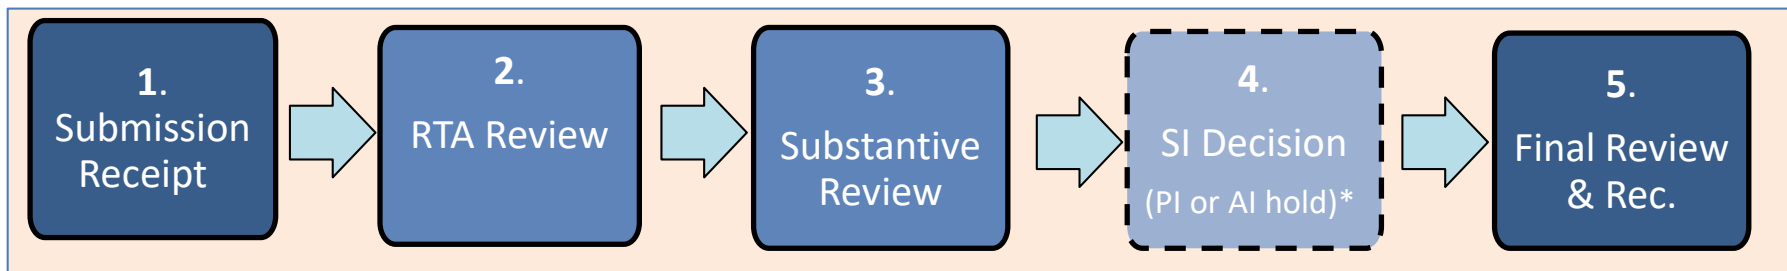 1.
Submission
Receipt
2.
RTA Review
3.
Substantive
Review
4.
SI Decision
(PI or AI hold)*
5.
Final Review
& Rec.